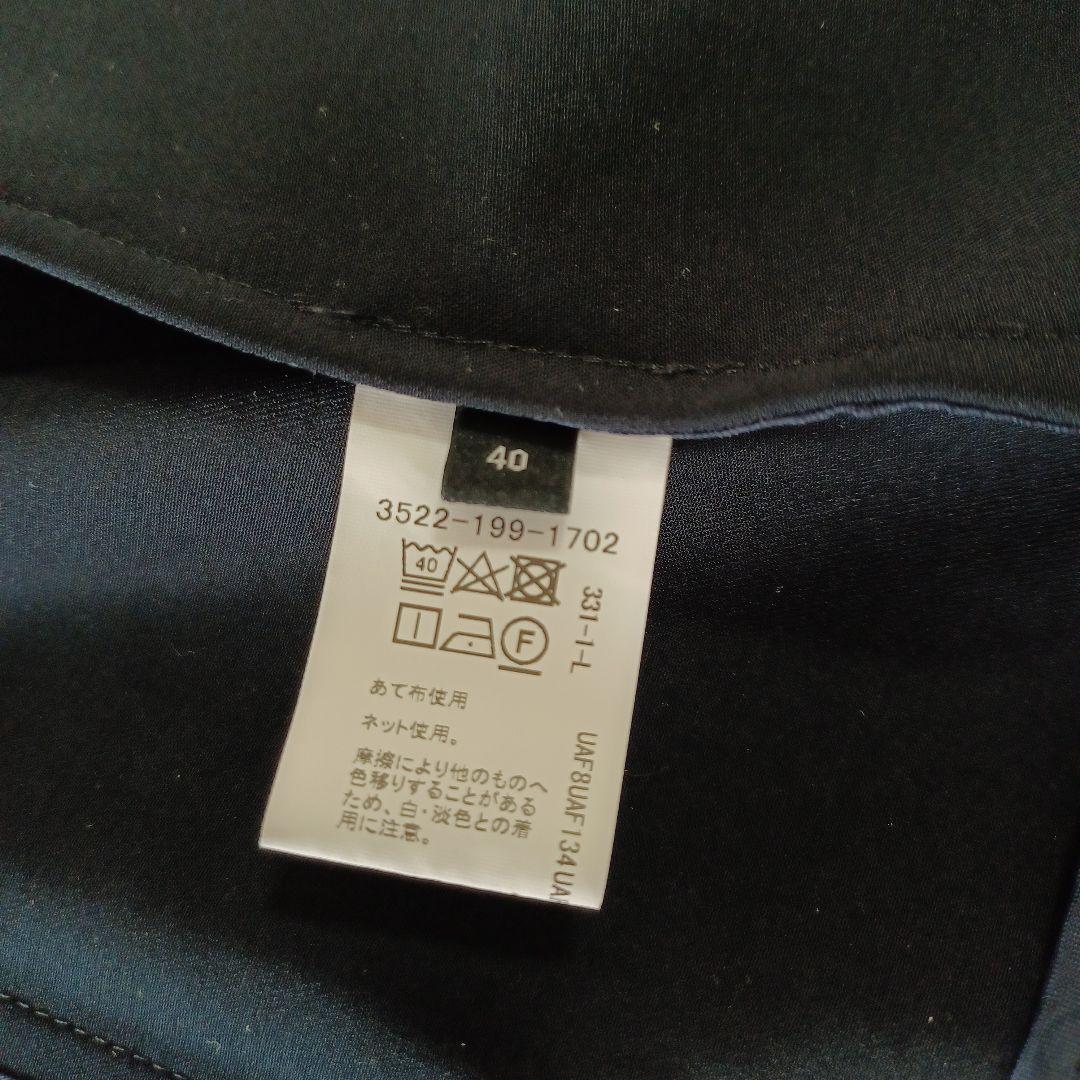 40
3522-199-1702
40
F
331-1-L
あて布使用
ネット使用。
摩擦により他のものへ
色移りすることがある
ため、白・淡色との着
用に注意。
UAF8UAF134UA